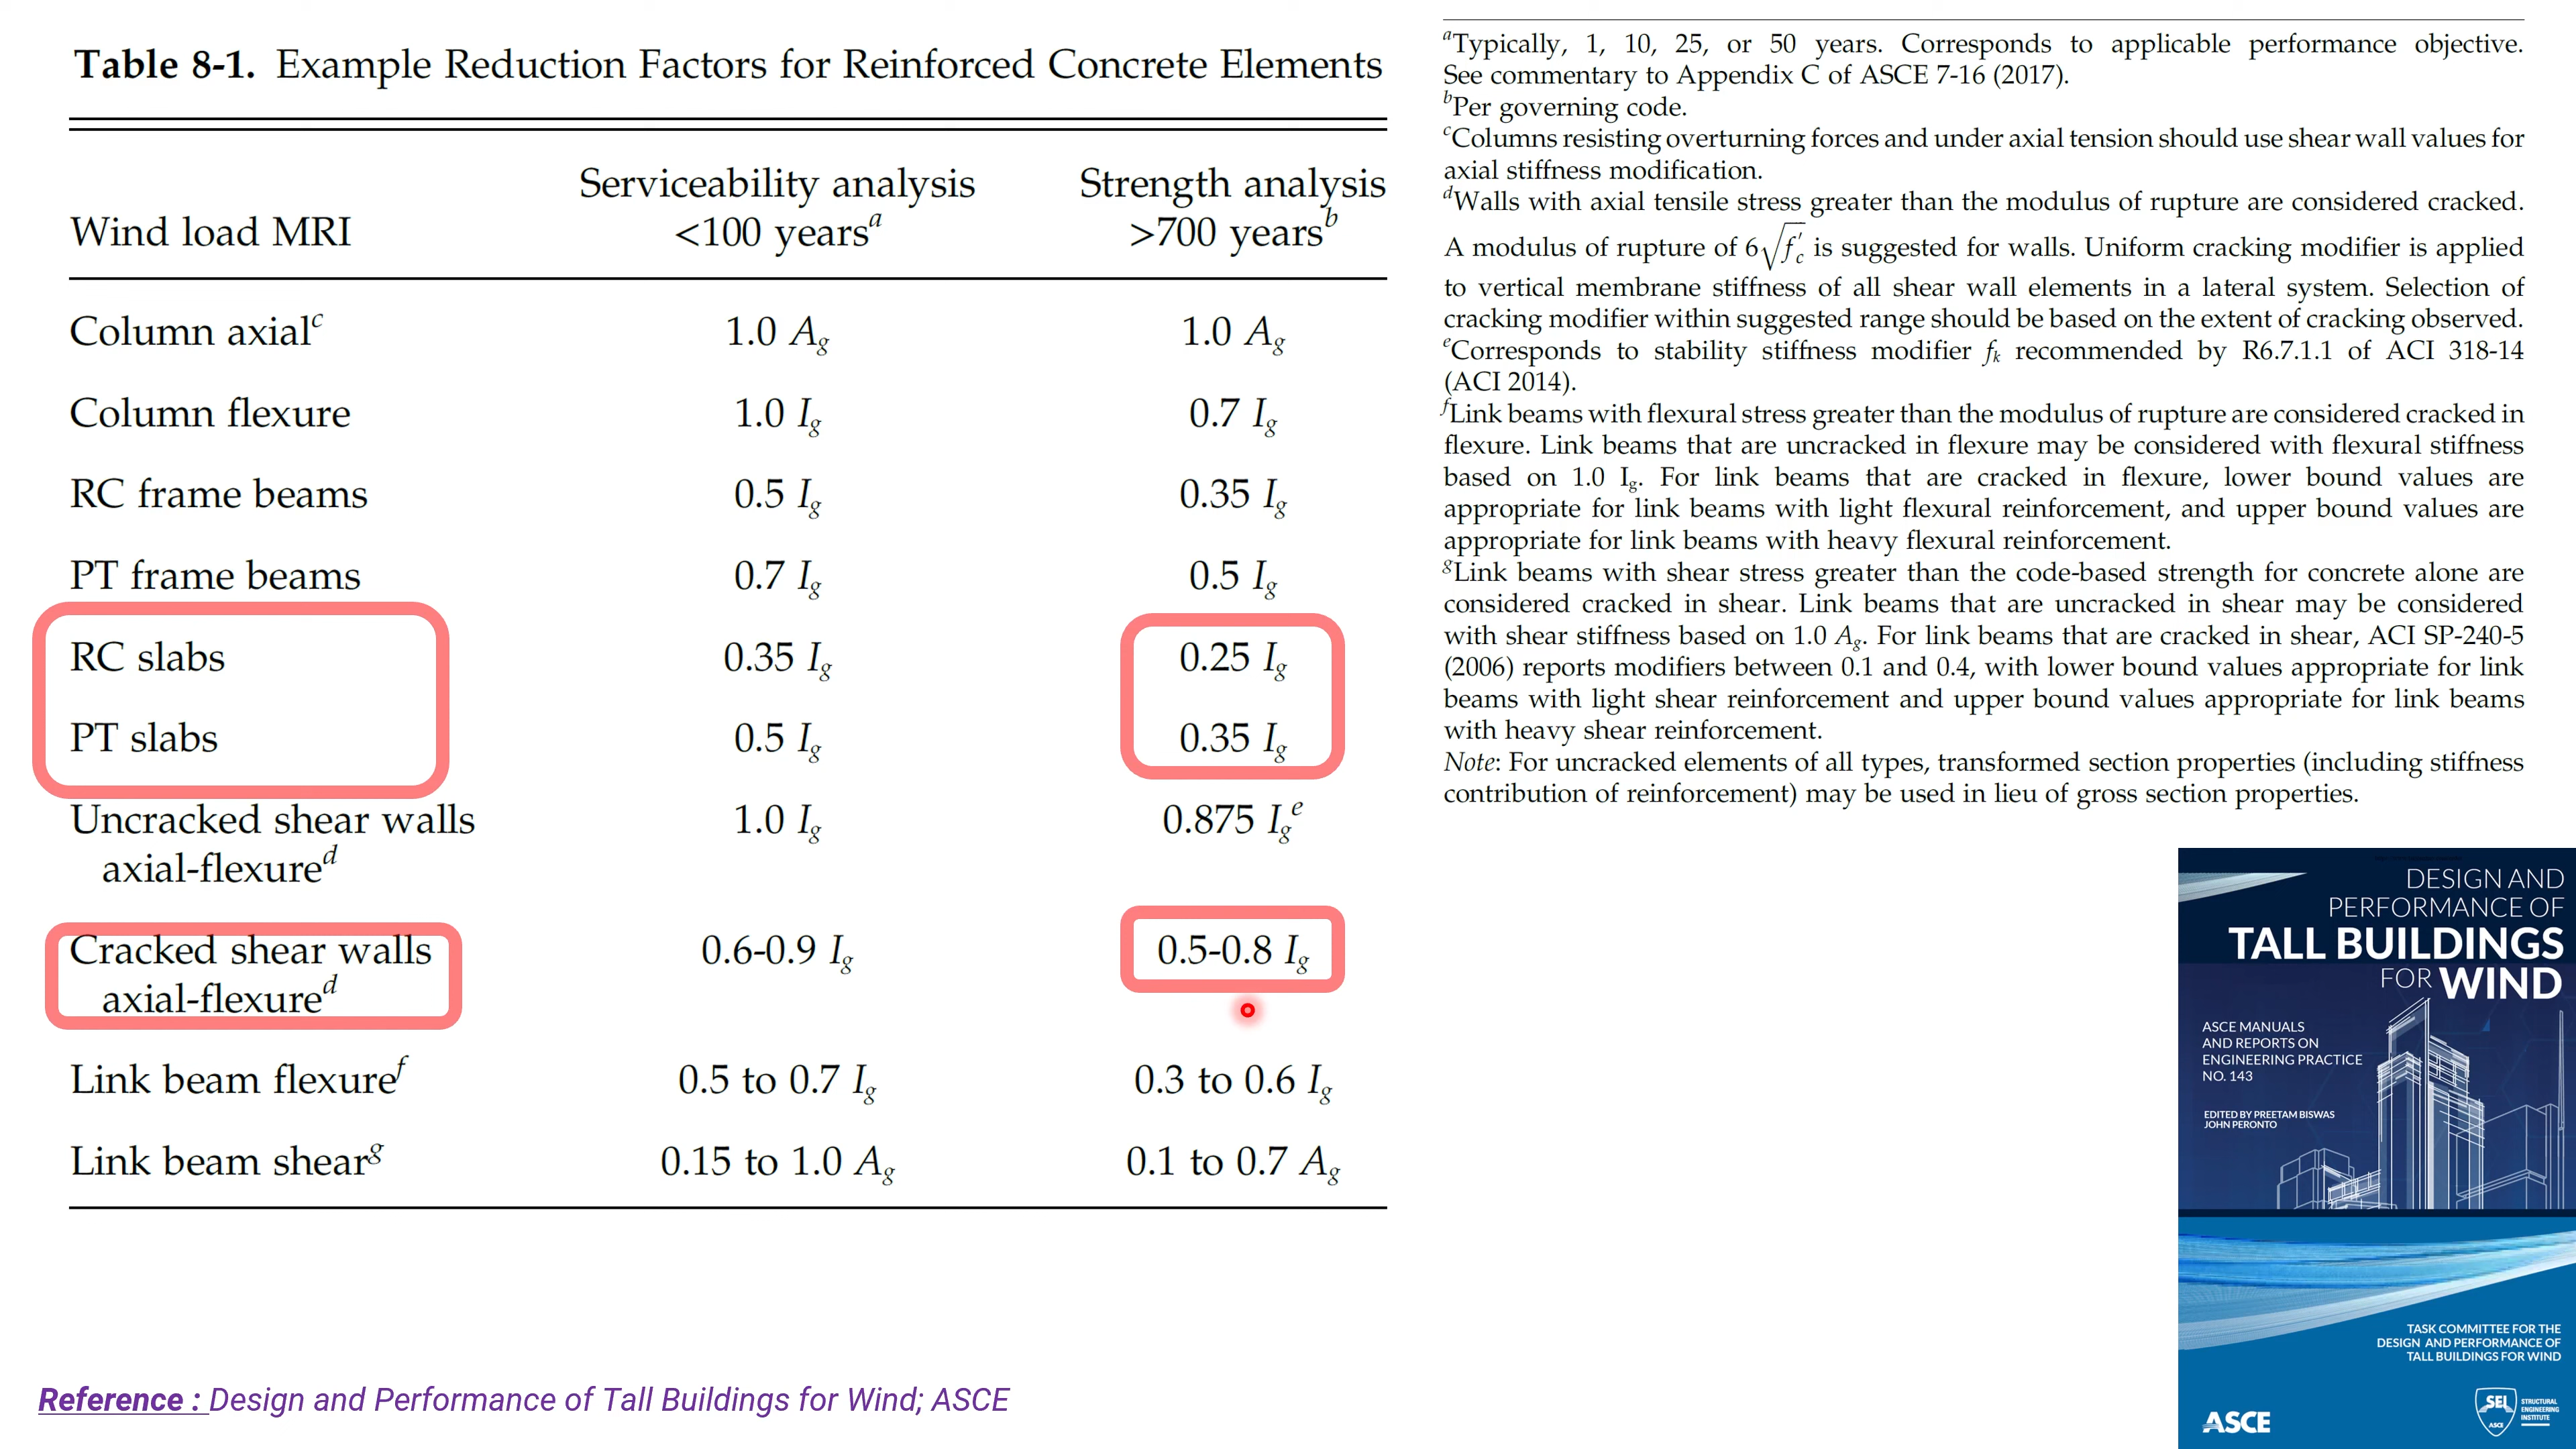 Table 8-1. Example Reduction Factors for Reinforced Concrete Elements
Wind load MRI Serviceability analysis <100 years^a Strength analysis >700 years^b
Column axial^c 1.0 A_g 1.0 A_g
Column flexure 1.0 I_g 0.7 I_g
RC frame beams 0.5 I_g 0.35 I_g
PT frame beams 0.7 I_g 0.5 I_g
RC slabs 0.35 I_g 0.25 I_g
PT slabs 0.5 I_g 0.35 I_g
Uncracked shear walls 1.0 I_g 0.875 I_g^e
axial-flexure^d
Cracked shear walls 0.6-0.9 I_g 0.5-0.8 I_g
axial-flexure^d
Link beam flexure^f 0.5 to 0.7 I_g 0.3 to 0.6 I_g
Link beam shear^g 0.15 to 1.0 A_g 0.1 to 0.7 A_g
^aTypically, 1, 10, 25, or 50 years. Corresponds to applicable performance objective.
See commentary to Appendix C of ASCE 7-16 (2017).
^bPer governing code.
^cColumns resisting overturning forces and under axial tension should use shear wall values for
axial stiffness modification.
^dWalls with axial tensile stress greater than the modulus of rupture are considered cracked.
A modulus of rupture of 6√f'_c is suggested for walls. Uniform cracking modifier is applied
to vertical membrane stiffness of all shear wall elements in a lateral system. Selection of
cracking modifier within suggested range should be based on the extent of cracking observed.
^eCorresponds to stability stiffness modifier f_k recommended by R6.7.1.1 of ACI 318-14
(ACI 2014).
^fLink beams with flexural stress greater than the modulus of rupture are considered cracked in
flexure. Link beams that are uncracked in flexure may be considered with flexural stiffness
based on 1.0 I_g. For link beams that are cracked in flexure, lower bound values are
appropriate for link beams with light flexural reinforcement, and upper bound values are
appropriate for link beams with heavy flexural reinforcement.
^gLink beams with shear stress greater than the code-based strength for concrete alone are
considered cracked in shear. Link beams that are uncracked in shear may be considered
with shear stiffness based on 1.0 A_g. For link beams that are cracked in shear, ACI SP-240-5
(2006) reports modifiers between 0.1 and 0.4, with lower bound values appropriate for link
beams with light shear reinforcement and upper bound values appropriate for link beams
with heavy shear reinforcement.
Note: For uncracked elements of all types, transformed section properties (including stiffness
contribution of reinforcement) may be used in lieu of gross section properties.
DESIGN AND
PERFORMANCE OF
TALL BUILDINGS
FOR WIND
ASCE MANUALS
AND REPORTS ON
ENGINEERING PRACTICE
NO. 143
EDITED BY PREETAM BISWAS
JOHN PERONTO
TASK COMMITTEE FOR THE
DESIGN AND PERFORMANCE OF
TALL BUILDINGS FOR WIND
ASCE
SEI
ASCE
STRUCTURAL
ENGINEERING
INSTITUTE
Reference : Design and Performance of Tall Buildings for Wind; ASCE